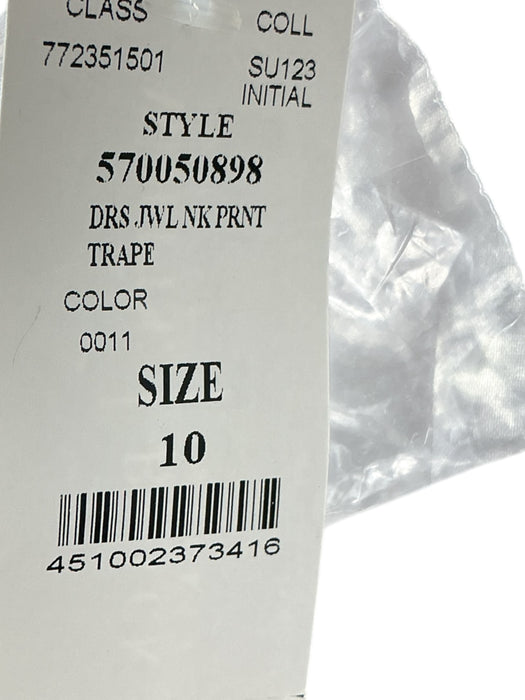 CLASS COLL
772351501 SU123
INITIAL
STYLE
570050898
DRS JWL NK PRNT
TRAPE
COLOR
0011
SIZE
10
451002373416